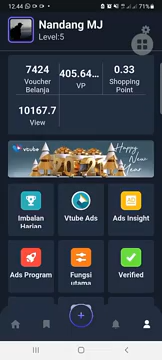 12.44
71%
Nandang MJ
Level:5
7424
Voucher
Belanja
405.64...
VP
0.33
Shopping
Point
10167.7
View
vtube
Happy New
Year
2022
Imbalan
Harian
Vtube Ads
Ads Insight
Ads Program
Fungsi
utama
Verified